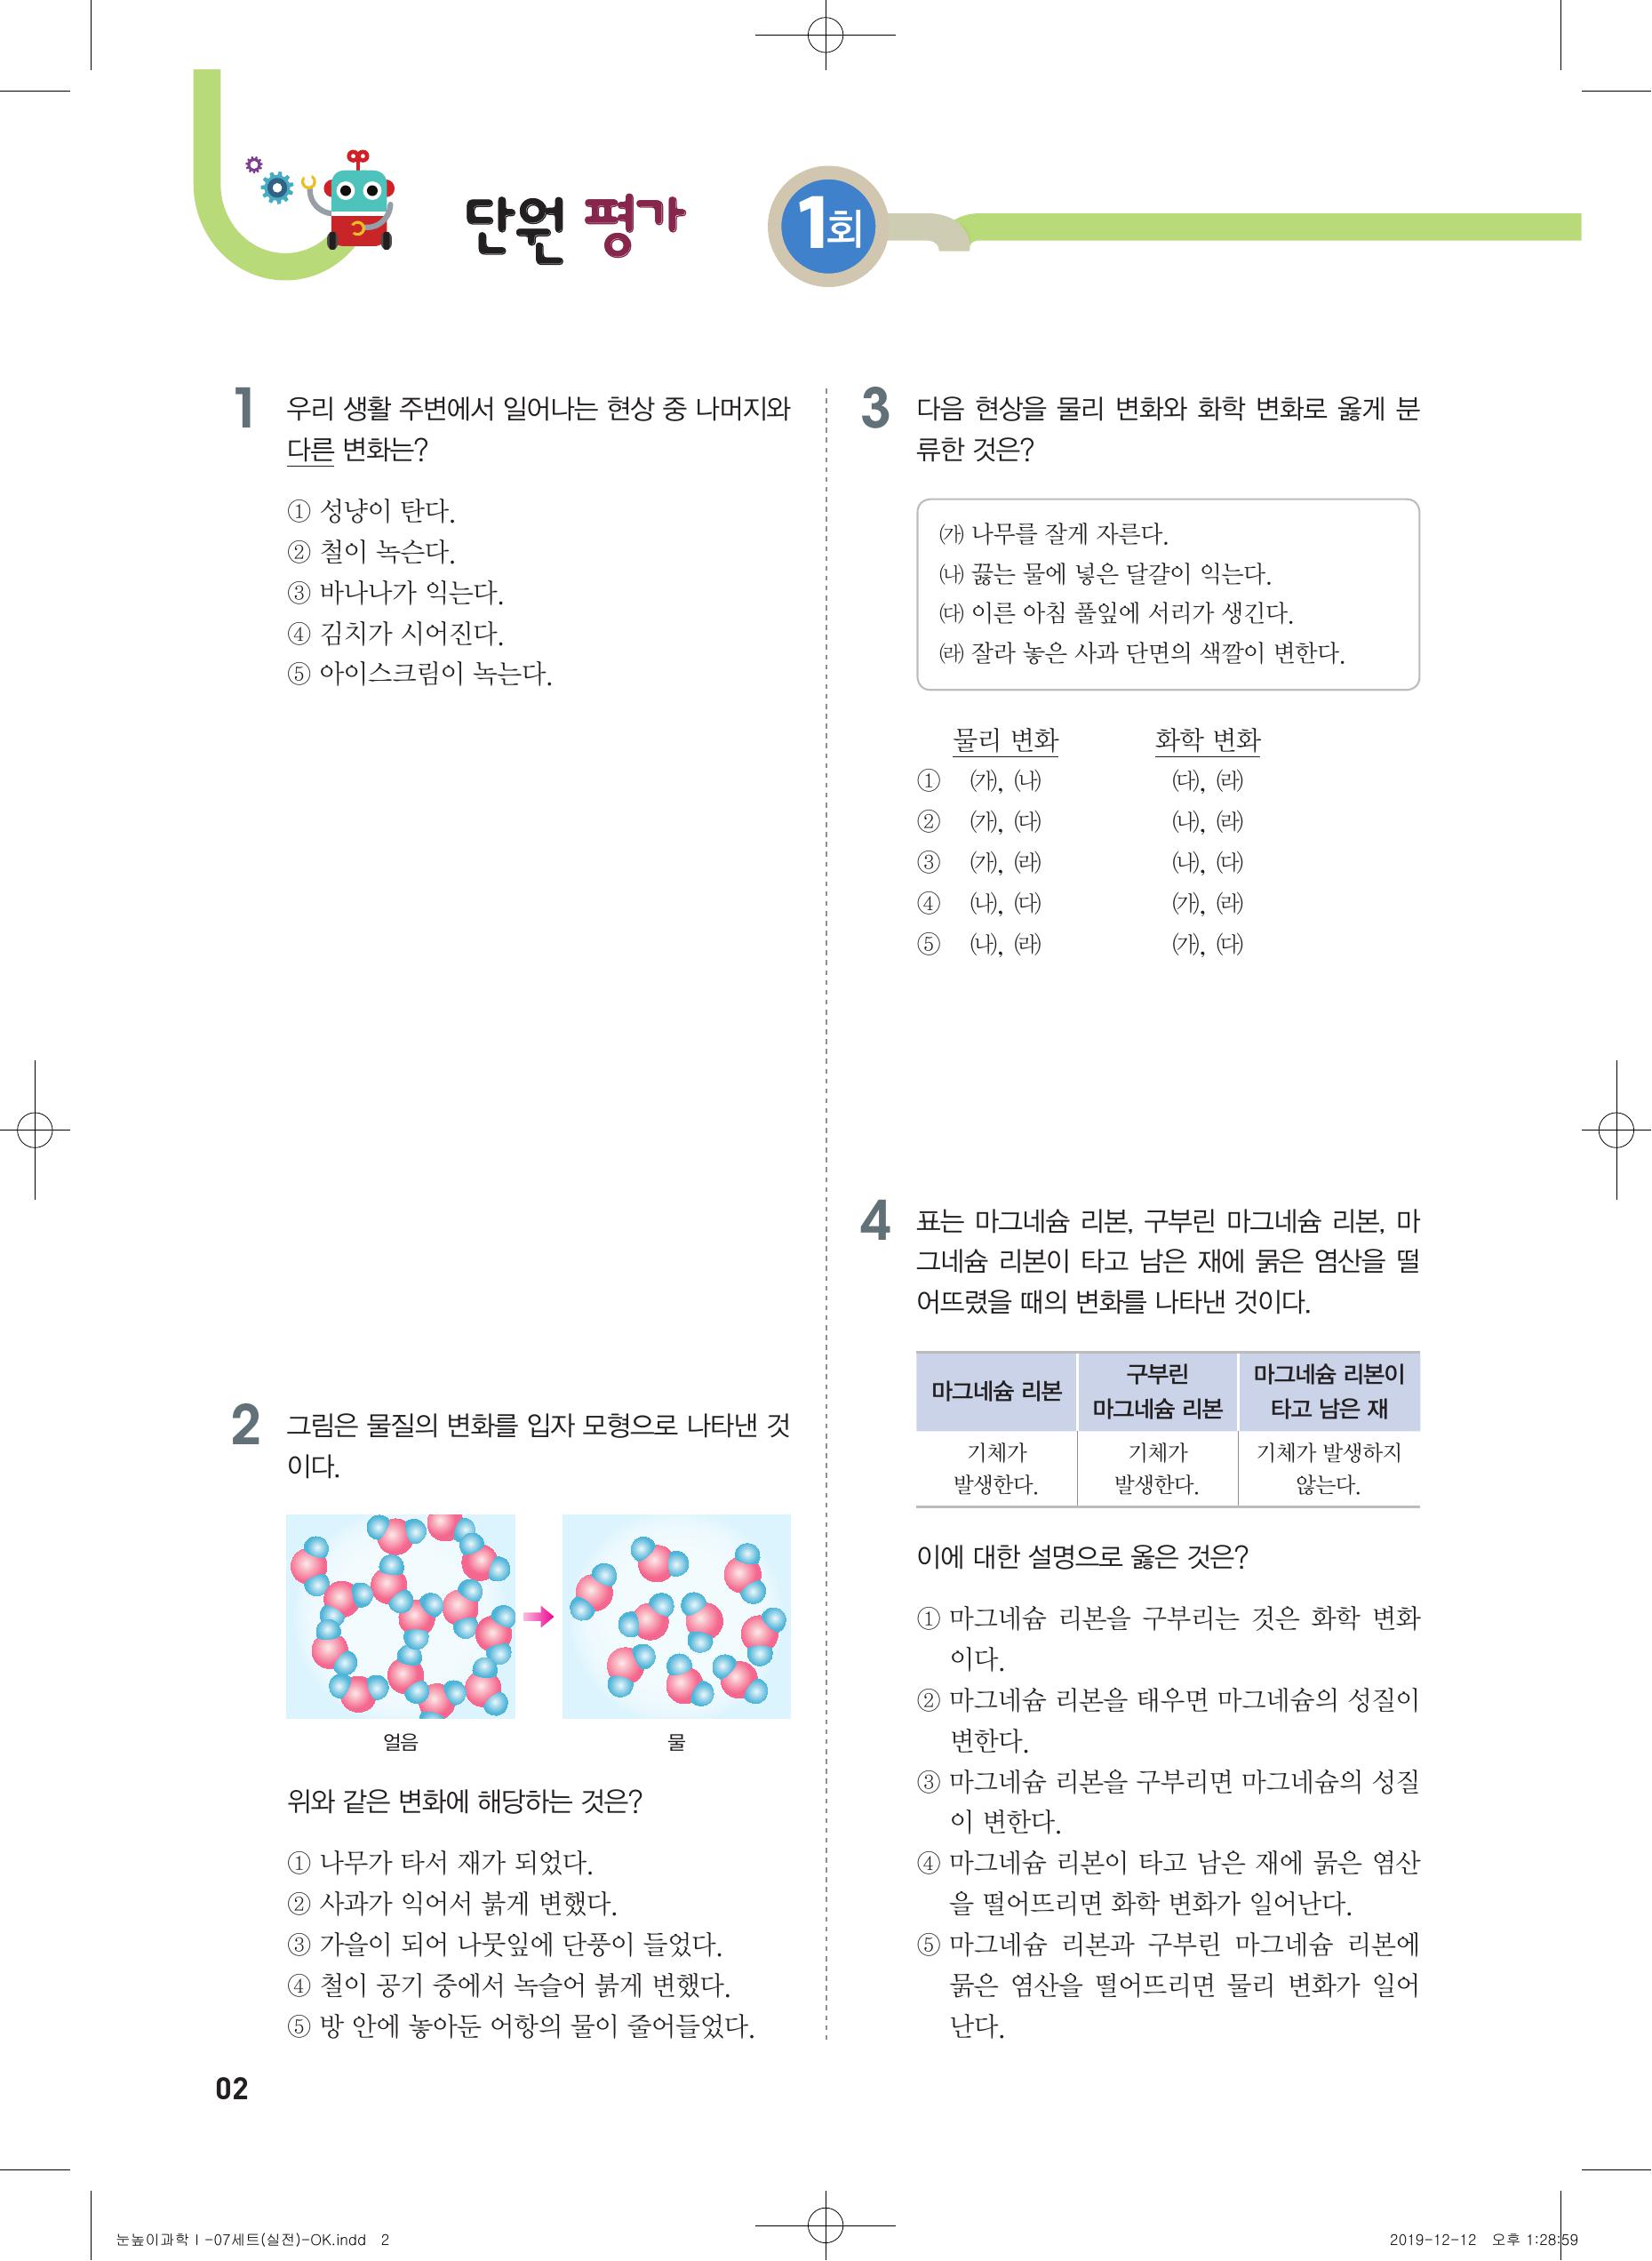 단원 평가 1회
1 우리 생활 주변에서 일어나는 현상 중 나머지와
다른 변화는?
① 성냥이 탄다.
② 철이 녹슨다.
③ 바나나가 익는다.
④ 김치가 시어진다.
⑤ 아이스크림이 녹는다.
2 그림은 물질의 변화를 입자 모형으로 나타낸 것
이다.
얼음 물
위와 같은 변화에 해당하는 것은?
① 나무가 타서 재가 되었다.
② 사과가 익어서 붉게 변했다.
③ 가을이 되어 나뭇잎에 단풍이 들었다.
④ 철이 공기 중에서 녹슬어 붉게 변했다.
⑤ 방 안에 놓아둔 어항의 물이 줄어들었다.
3 다음 현상을 물리 변화와 화학 변화로 옳게 분
류한 것은?
㈎ 나무를 잘게 자른다.
㈏ 끓는 물에 넣은 달걀이 익는다.
㈐ 이른 아침 풀잎에 서리가 생긴다.
㈑ 잘라 놓은 사과 단면의 색깔이 변한다.
물리 변화 화학 변화
① ㈎, ㈏ ㈐, ㈑
② ㈎, ㈐ ㈏, ㈑
③ ㈎, ㈑ ㈏, ㈐
④ ㈏, ㈐ ㈎, ㈑
⑤ ㈏, ㈑ ㈎, ㈐
4 표는 마그네슘 리본, 구부린 마그네슘 리본, 마
그네슘 리본이 타고 남은 재에 묽은 염산을 떨
어뜨렸을 때의 변화를 나타낸 것이다.
마그네슘 리본
구부린
마그네슘 리본
마그네슘 리본이
타고 남은 재
기체가
발생한다.
기체가
발생한다.
기체가 발생하지
않는다.
이에 대한 설명으로 옳은 것은?
① 마그네슘 리본을 구부리는 것은 화학 변화
이다.
② 마그네슘 리본을 태우면 마그네슘의 성질이
변한다.
③ 마그네슘 리본을 구부리면 마그네슘의 성질
이 변한다.
④ 마그네슘 리본이 타고 남은 재에 묽은 염산
을 떨어뜨리면 화학 변화가 일어난다.
⑤ 마그네슘 리본과 구부린 마그네슘 리본에
묽은 염산을 떨어뜨리면 물리 변화가 일어
난다.
02
눈높이과학Ⅰ-07세트(실전)-OK.indd 2
2019-12-12 오후 1:28:59